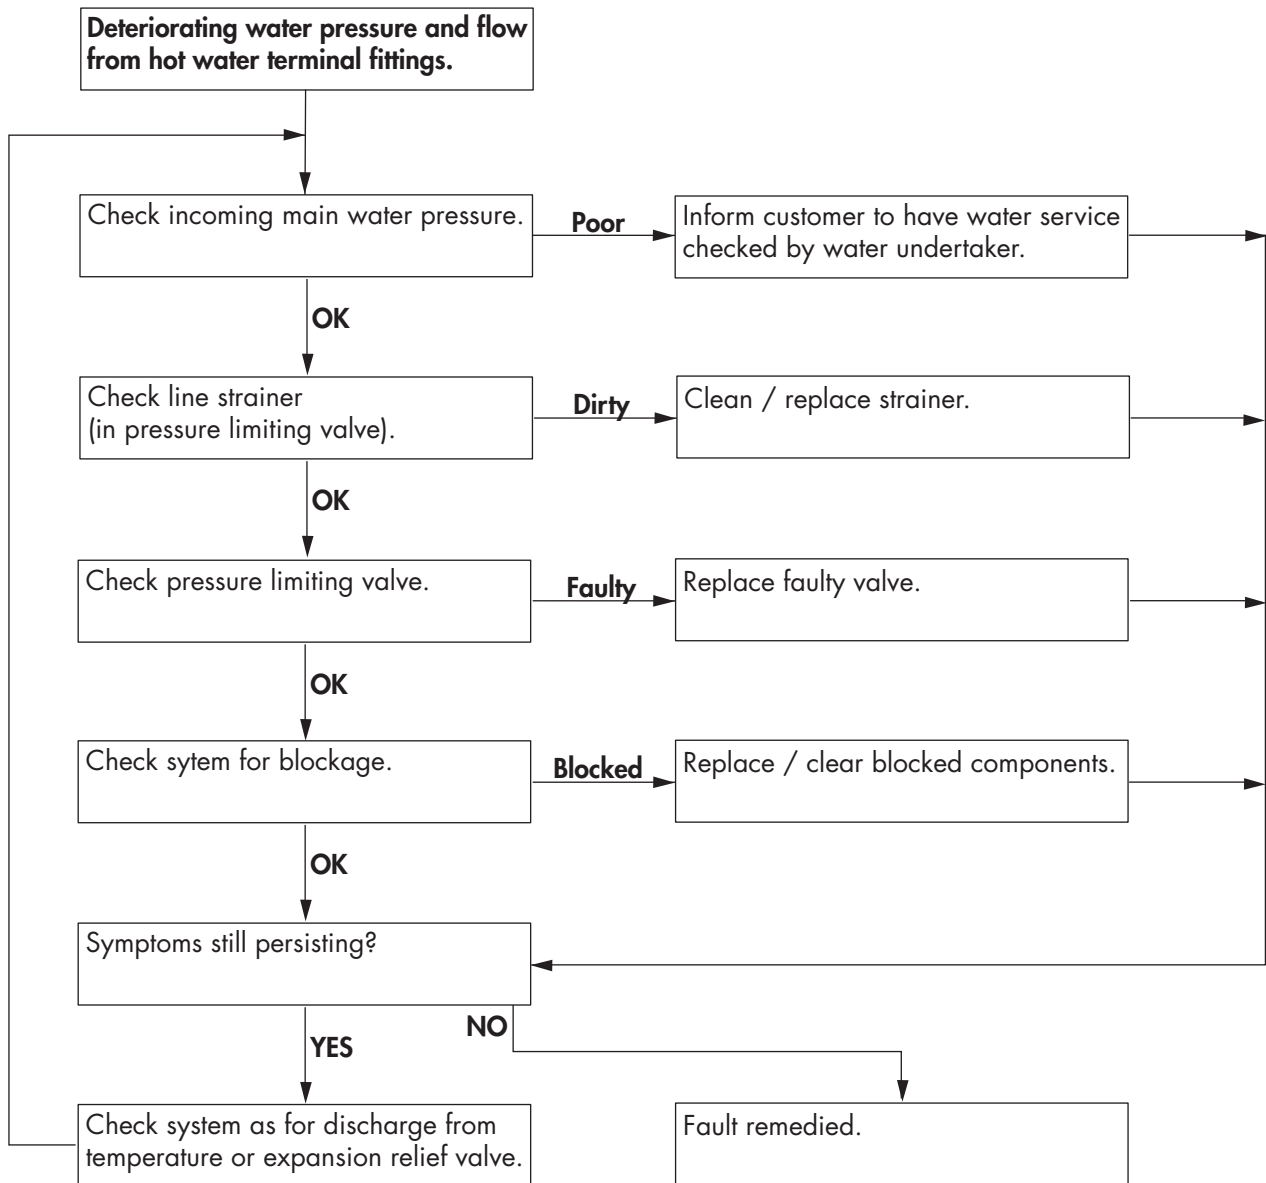 Deteriorating water pressure and flow
from hot water terminal fittings.
Check incoming main water pressure.
Poor
Inform customer to have water service
checked by water undertaker.
OK
Check line strainer
(in pressure limiting valve).
Dirty
Clean / replace strainer.
OK
Check pressure limiting valve.
Faulty
Replace faulty valve.
OK
Check sytem for blockage.
Blocked
Replace / clear blocked components.
OK
Symptoms still persisting?
NO
YES
Check system as for discharge from
temperature or expansion relief valve.
Fault remedied.